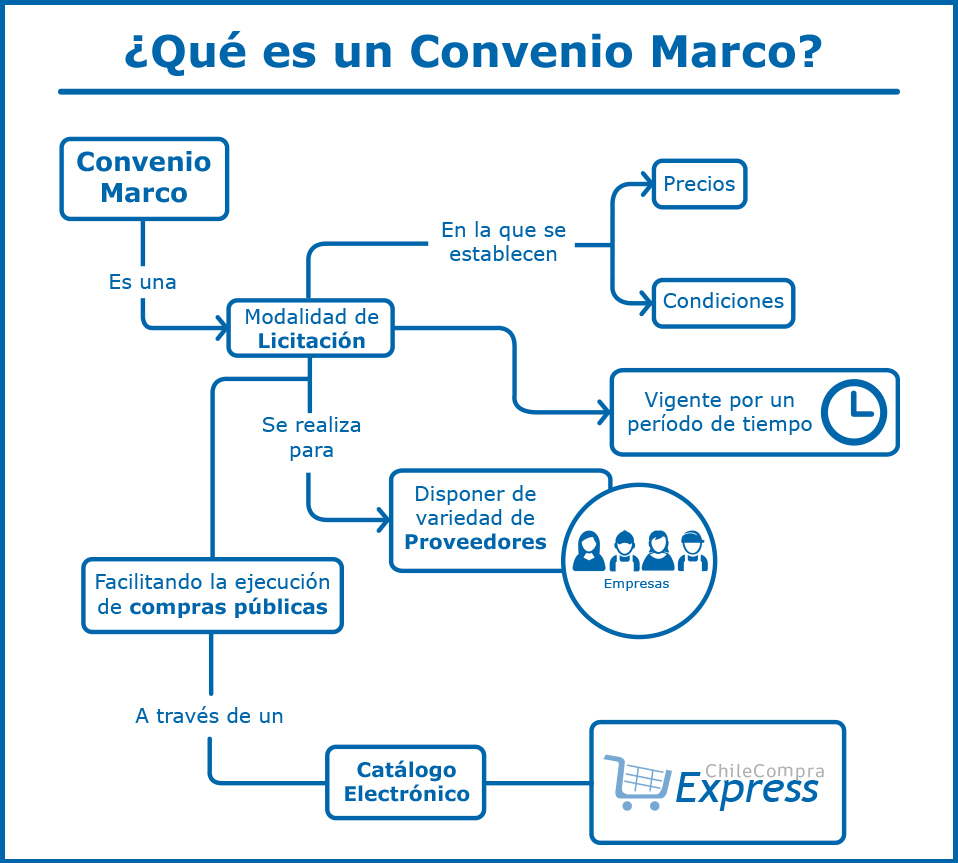 ¿Qué es un Convenio Marco?
Convenio
Marco
Es una
Modalidad de
Licitación
En la que se
establecen
Precios
Condiciones
Vigente por un
período de tiempo
Se realiza
para
Disponer de
variedad de
Proveedores
Empresas
Facilitando la ejecución
de compras públicas
A través de un
Catálogo
Electrónico
ChileCompra
Express